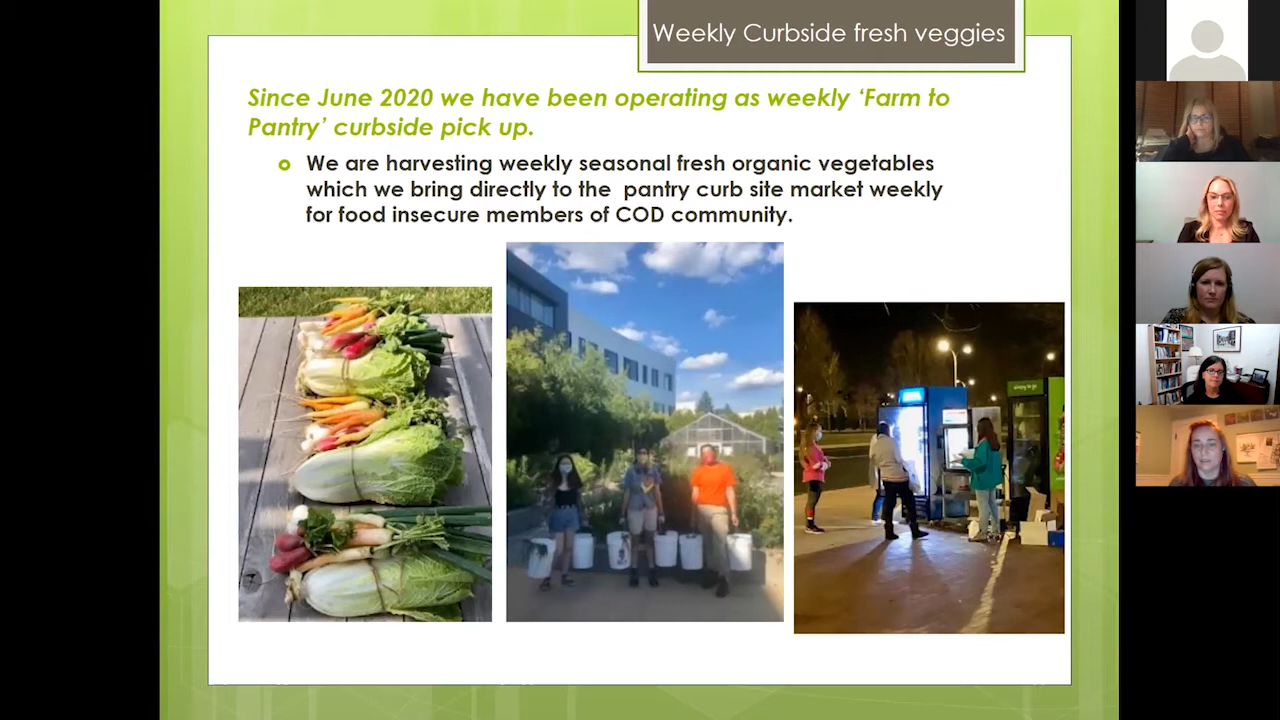 Weekly Curbside fresh veggies
Since June 2020 we have been operating as weekly ‘Farm to
Pantry’ curbside pick up.
We are harvesting weekly seasonal fresh organic vegetables
which we bring directly to the pantry curb site market weekly
for food insecure members of COD community.